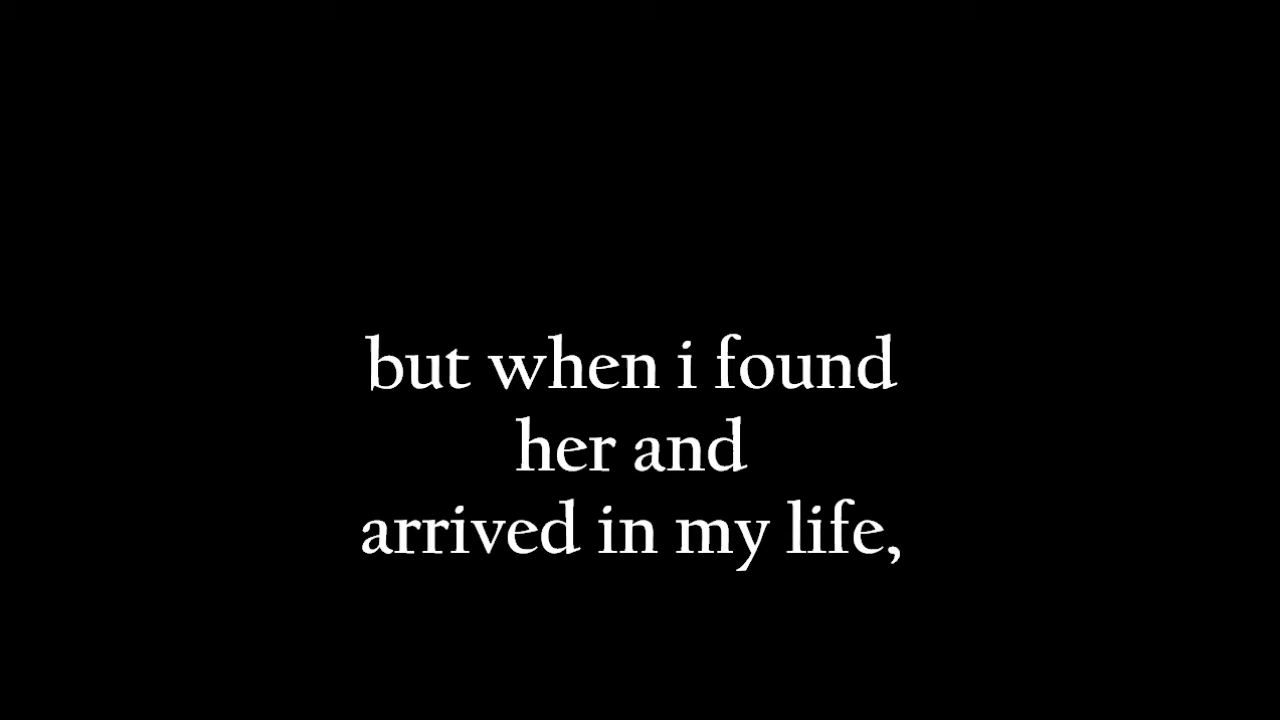 but when i found
her and
arrived in my life,